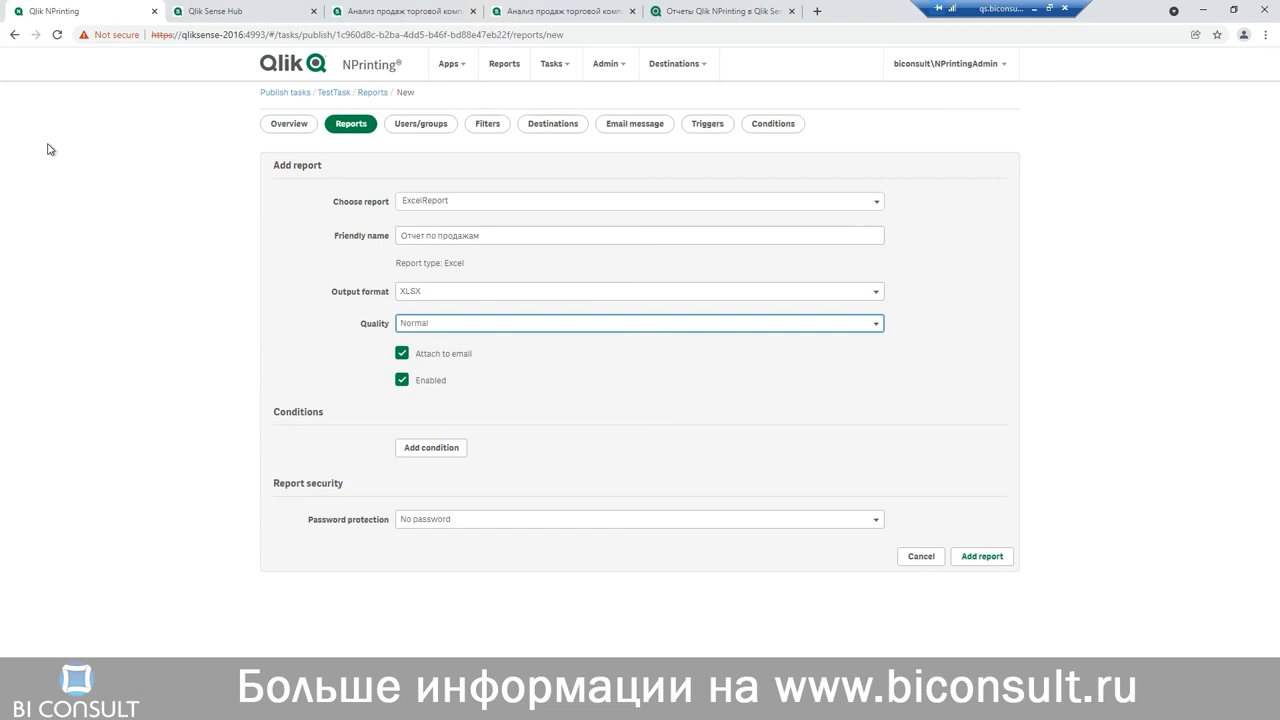 Qlik NPrinting
Qlik Sense Hub
Анализ продаж торговой комп
Анализ продаж торговой комп
Отчеты Qlik NPrinting в Qlik Sen
qs.biconsu...
Not secure
https://qliksense-2016:4993/#/tasks/publish/1c960d8c-b2ba-4dd5-b46f-bd88e47eb22f/reports/new
Qlik NPrinting®
Apps
Reports
Tasks
Admin
Destinations
biconsult\NPrintingAdmin
Publish tasks / TestTask / Reports / New
Overview
Reports
Users/groups
Filters
Destinations
Email message
Triggers
Conditions
Add report
Choose report ExcelReport
Friendly name Отчет по продажам
Report type: Excel
Output format XLSX
Quality Normal
Attach to email
Enabled
Conditions
Add condition
Report security
Password protection No password
Cancel Add report
BI CONSULT
Больше информации на www.biconsult.ru